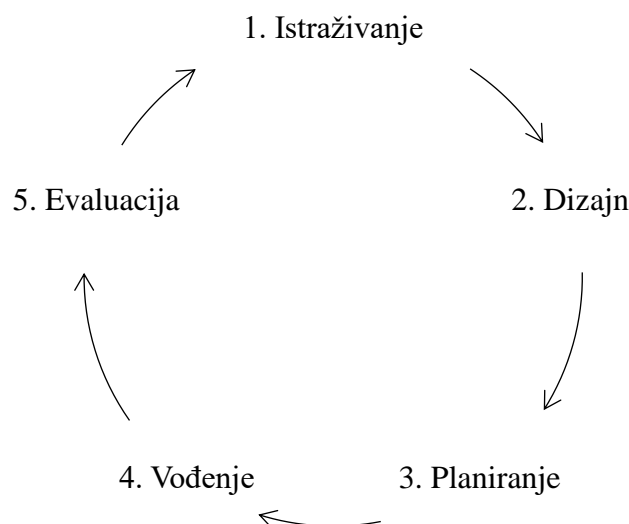 1. Istraživanje
2. Dizajn
3. Planiranje
4. Vođenje
5. Evaluacija